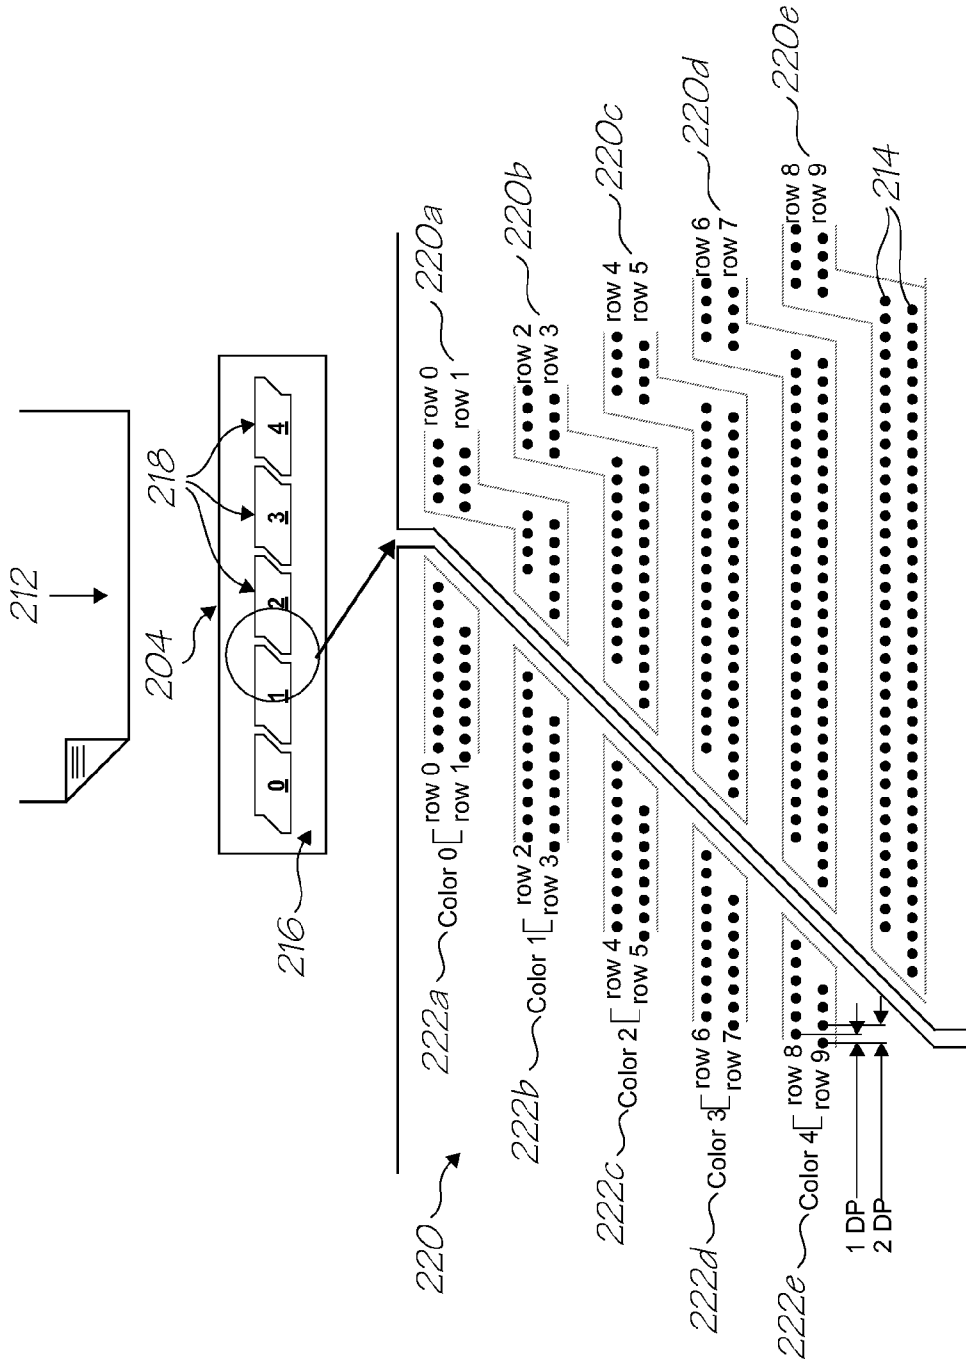 212
204
218
0
1
2
3
4
216
220
222a
Color 0
row 0
row 1
row 0
row 1
220a
222b
Color 1
row 2
row 3
row 2
row 3
220b
222c
Color 2
row 4
row 5
row 4
row 5
220c
222d
Color 3
row 6
row 7
row 6
row 7
220d
222e
Color 4
row 8
row 9
row 8
row 9
220e
214
1 DP
2 DP